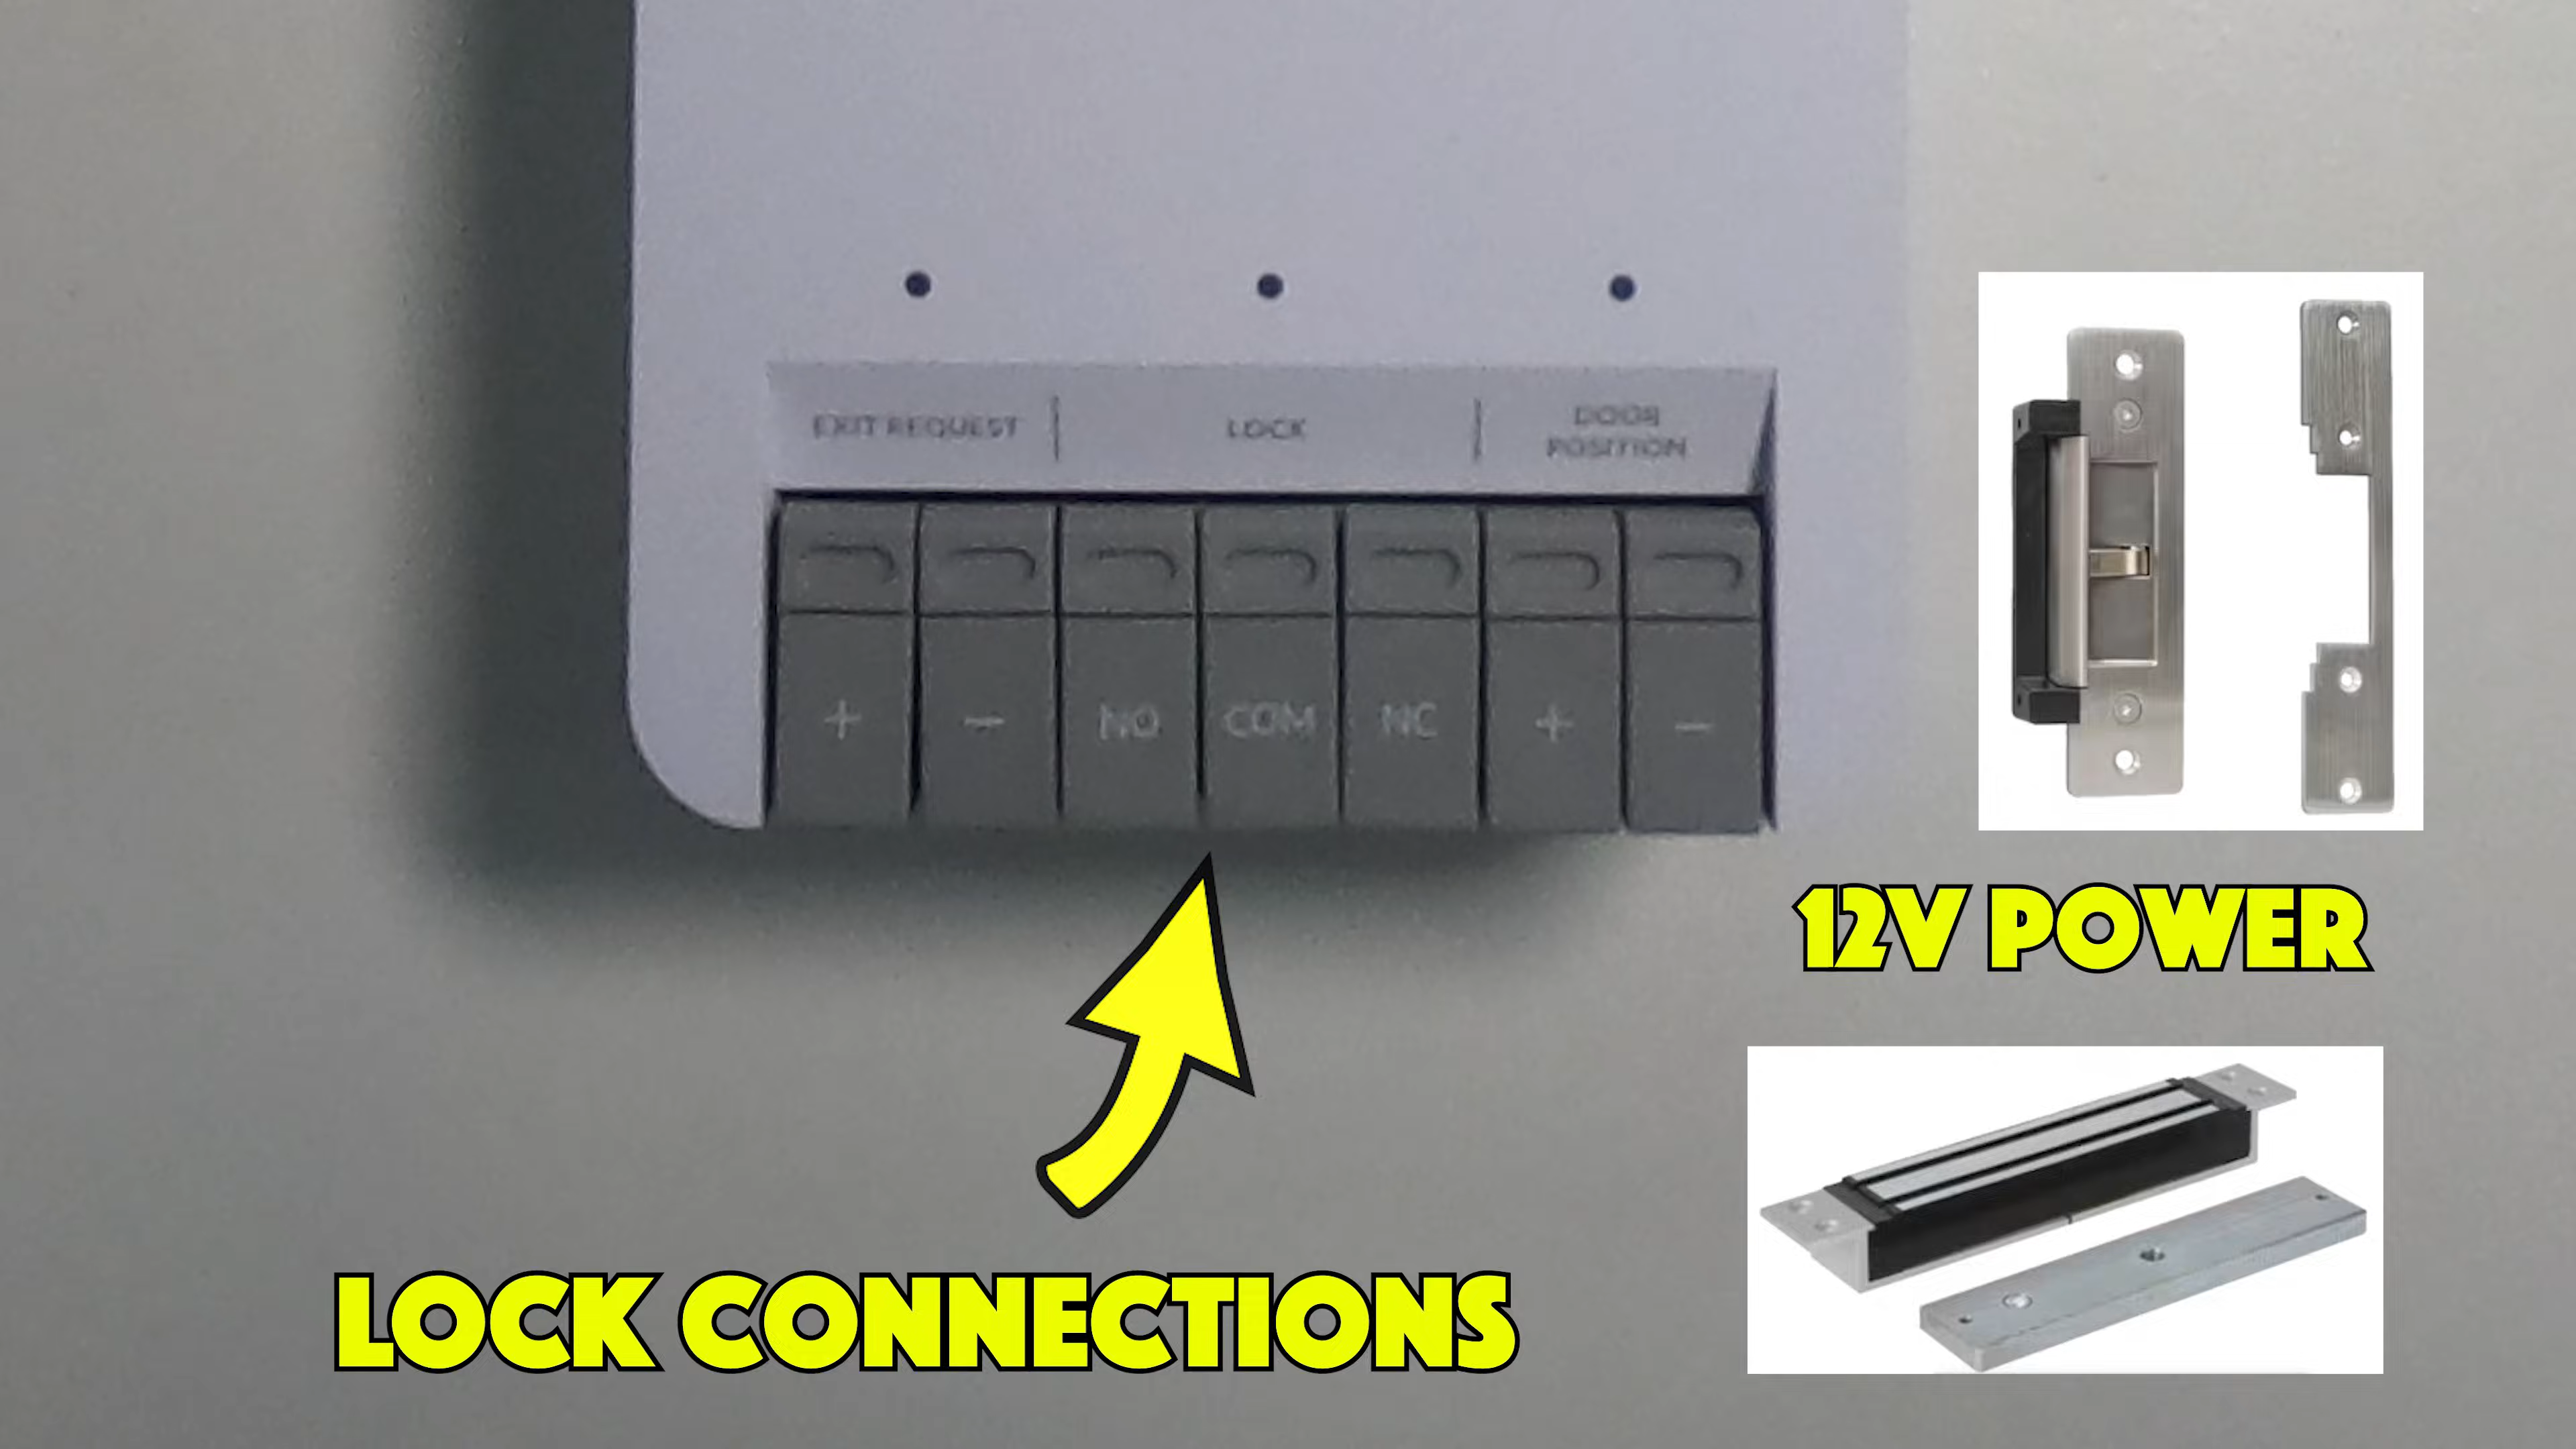 EXIT REQUEST | LOCK | DOOR
POSITION
+ − NO COM NC + −
12V POWER
LOCK CONNECTIONS